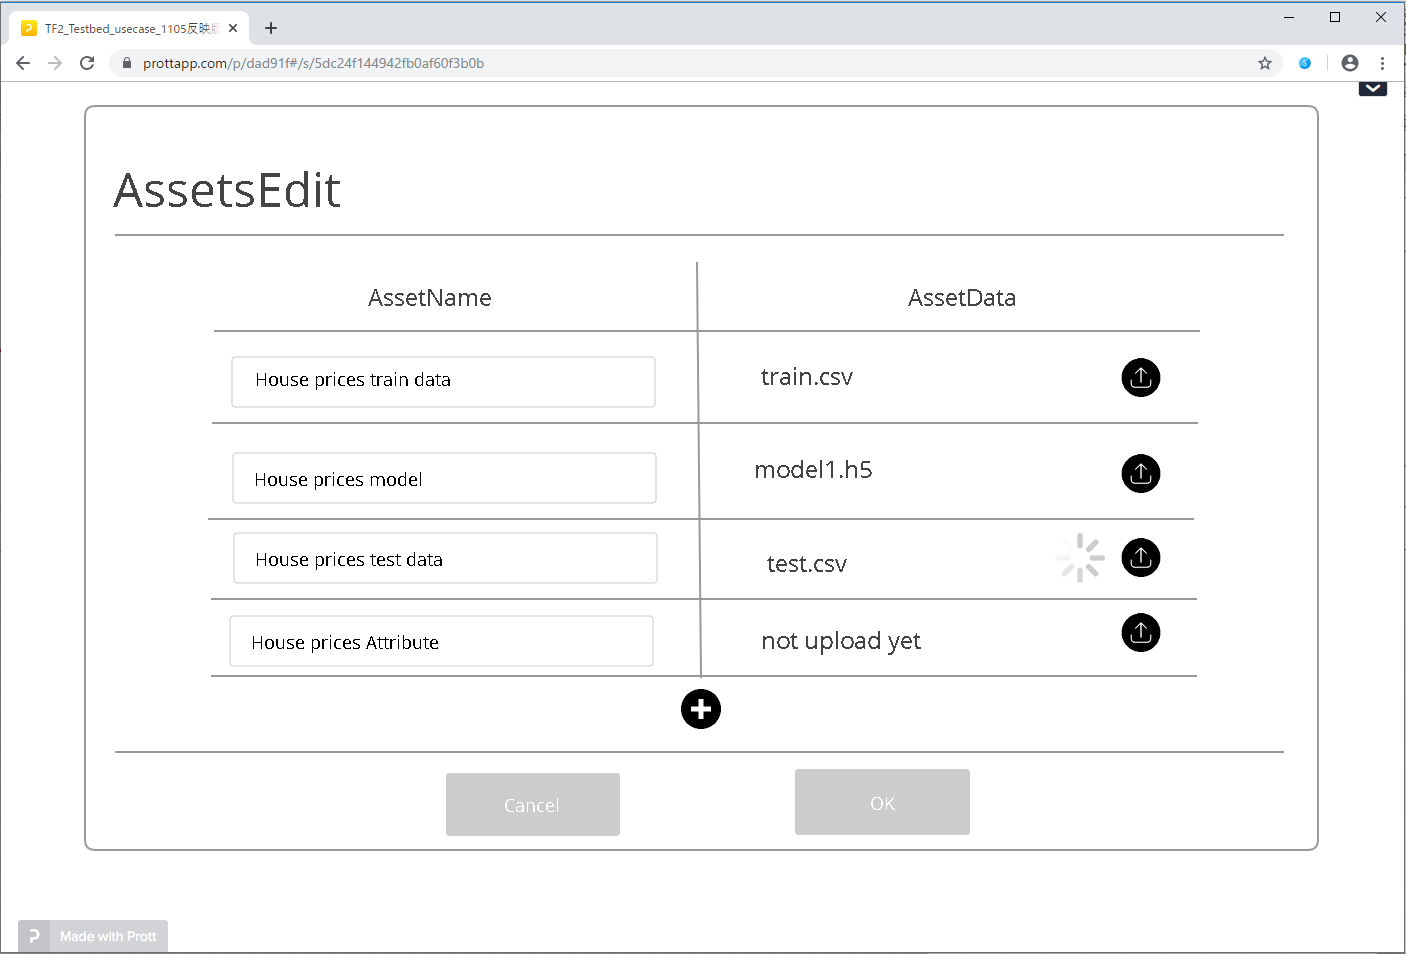 TF2_Testbed_usecase_1105反映版
prottapp.com/p/dad91f#/s/5dc24f144942fb0af60f3b0b
AssetsEdit
AssetName AssetData
House prices train data train.csv
House prices model model1.h5
House prices test data test.csv
House prices Attribute not upload yet
Cancel OK
Made with Prott